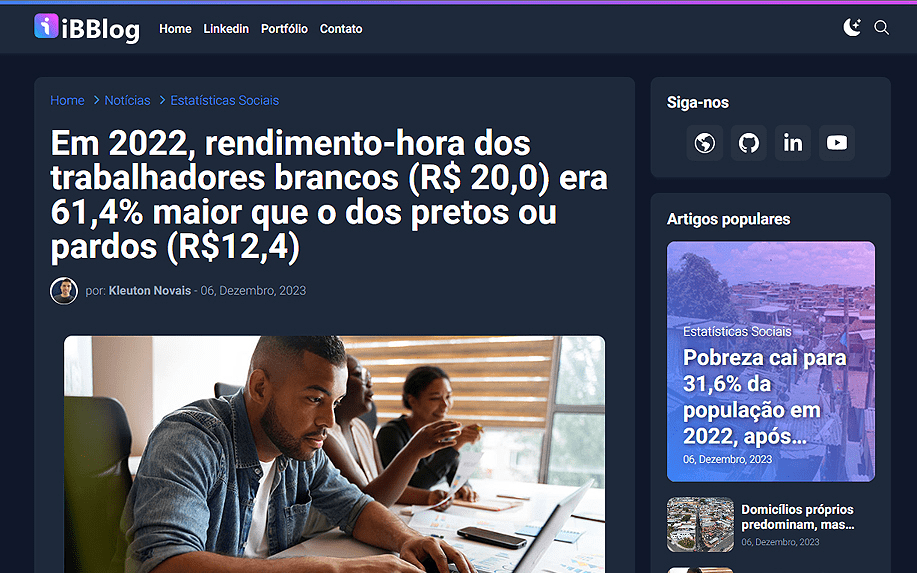 iBBlog
Home Linkedin Portfólio Contato
Home > Notícias > Estatísticas Sociais
Em 2022, rendimento-hora dos
trabalhadores brancos (R$ 20,0) era
61,4% maior que o dos pretos ou
pardos (R$12,4)
por: Kleuton Novais - 06, Dezembro, 2023
Siga-nos
in
Artigos populares
Estatísticas Sociais
Pobreza cai para
31,6% da
população em
2022, após...
06, Dezembro, 2023
Domicílios próprios
predominam, mas...
06, Dezembro, 2023